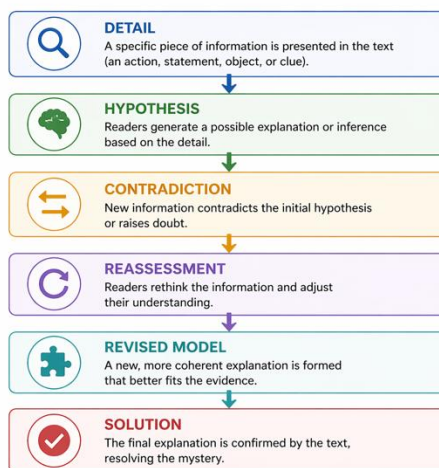 DETAIL
A specific piece of information is presented in the text
(an action, statement, object, or clue).
HYPOTHESIS
Readers generate a possible explanation or inference
based on the detail.
CONTRADICTION
New information contradicts the initial hypothesis
or raises doubt.
REASSESSMENT
Readers rethink the information and adjust
their understanding.
REVISED MODEL
A new, more coherent explanation is formed
that better fits the evidence.
SOLUTION
The final explanation is confirmed by the text,
resolving the mystery.